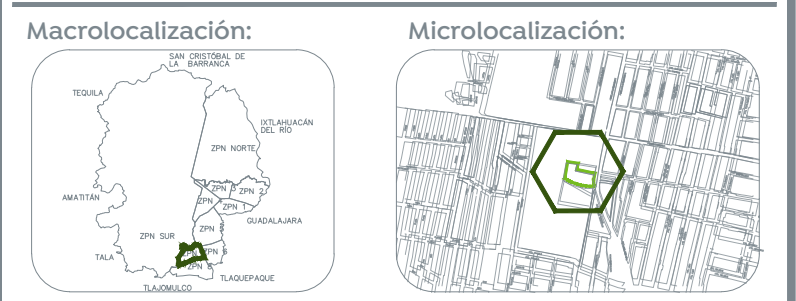 Macrolocalización:
Microlocalización:
SAN CRISTÓBAL DE
LA BARRANCA
TEQUILA
IXTLAHUACÁN
DEL RÍO
ZPN NORTE
ZPN 3
ZPN 2
ZPN
ZPN 1
AMATITÁN
GUADALAJARA
ZPN
ZPN SUR
ZPN 6
TALA
ZPN
TLAQUEPAQUE
TLAJOMULCO